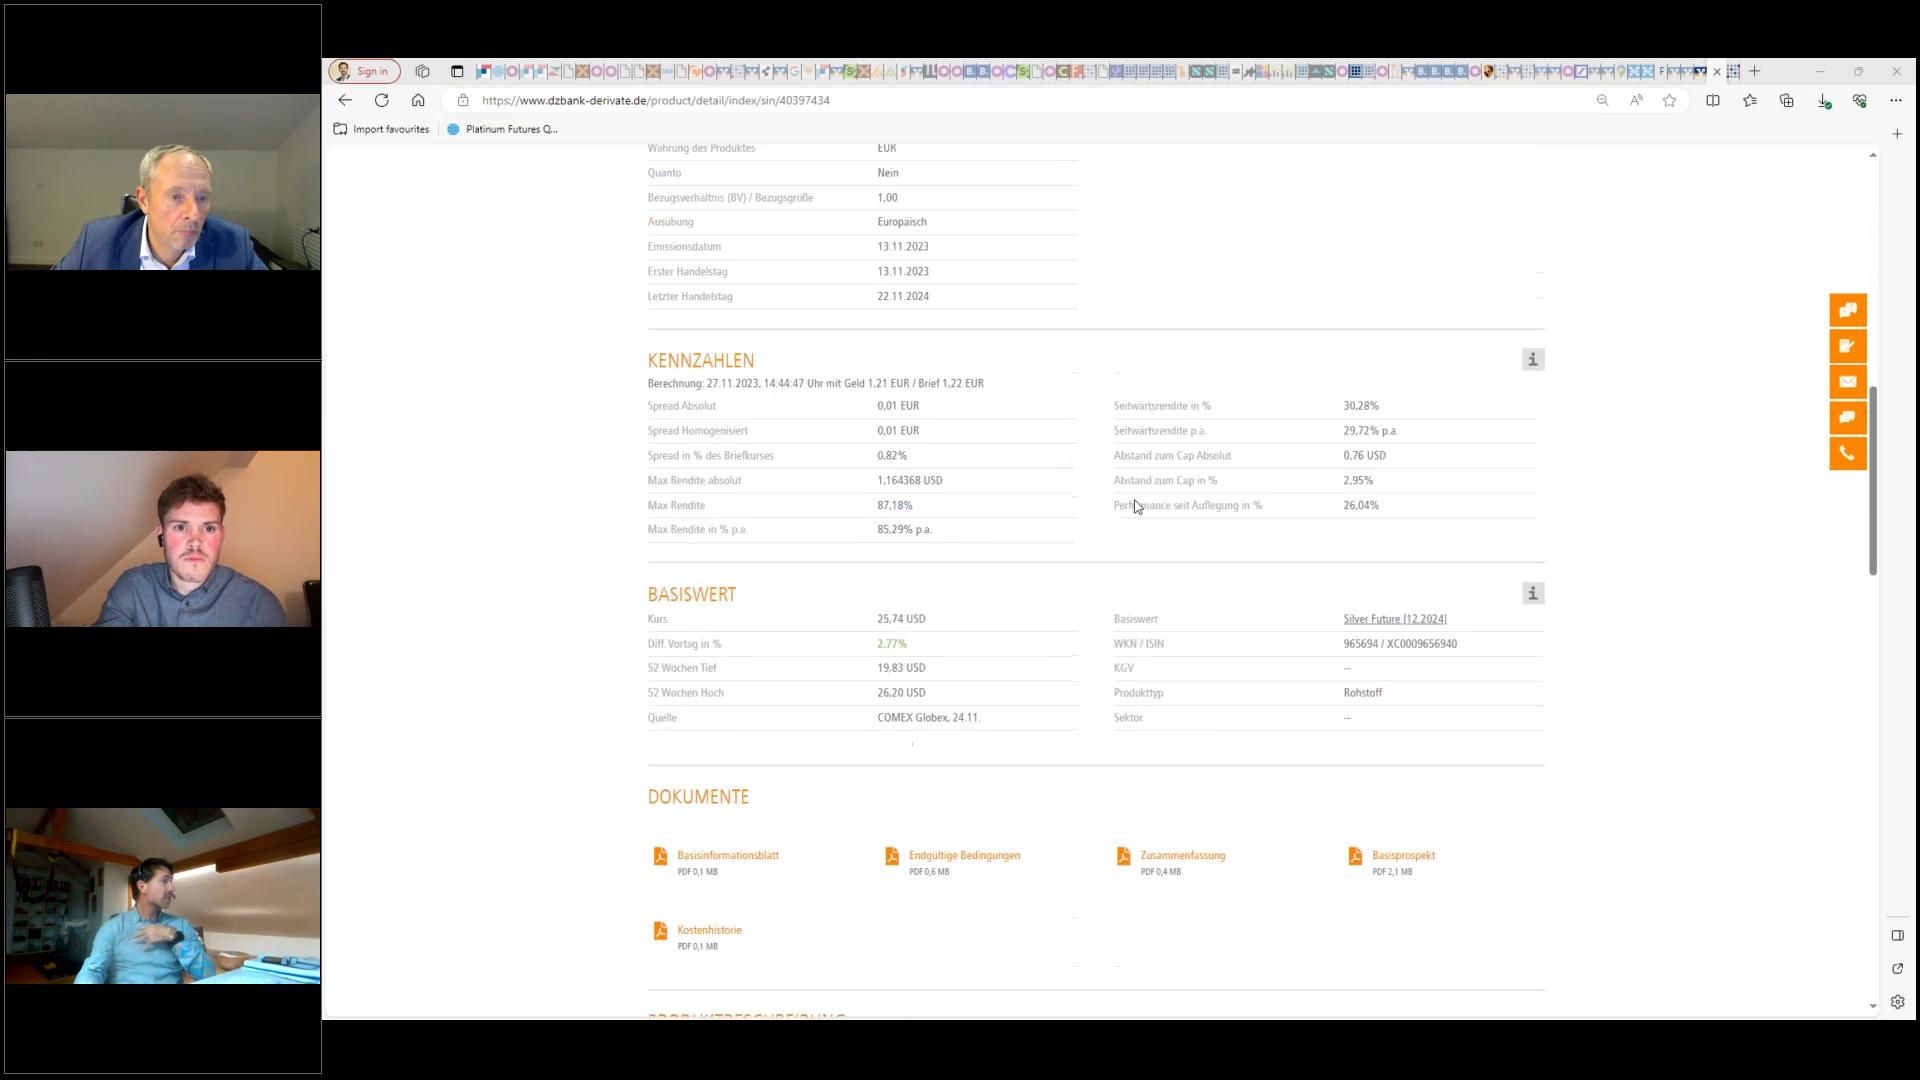 Sign in
https://www.dzbank-derivate.de/product/detail/index/sin/40397434
Import favourites
Platinum Futures Q...
Währung des Produktes EUR
Quanto Nein
Bezugsverhältnis (BV) / Bezugsgröße 1,00
Ausübung Europäisch
Emissionsdatum 13.11.2023
Erster Handelstag 13.11.2023
Letzter Handelstag 22.11.2024
KENNZAHLEN
Berechnung: 27.11.2023, 14:44:47 Uhr mit Geld 1,21 EUR / Brief 1,22 EUR
Spread Absolut 0,01 EUR Seitwärtsrendite in % 30,28%
Spread Homogenisiert 0,01 EUR Seitwärtsrendite p.a. 29,72% p.a.
Spread in % des Briefkurses 0,82% Abstand zum Cap Absolut 0,76 USD
Max Rendite absolut 1,164368 USD Abstand zum Cap in % 2,95%
Max Rendite 87,18% Performance seit Auflegung in % 26,04%
Max Rendite in % p.a. 85,29% p.a.
BASISWERT
Kurs 25,74 USD Basiswert Silver Future [12.2024]
Diff. Vortag in % 2.77% WKN / ISIN 965694 / XC0009656940
52 Wochen Tief 19,83 USD KGV --
52 Wochen Hoch 26,20 USD Produkttyp Rohstoff
Quelle COMEX Globex, 24.11. Sektor --
DOKUMENTE
Basisinformationsblatt Endgültige Bedingungen Zusammenfassung Basisprospekt
PDF 0,1 MB PDF 0,6 MB PDF 0,4 MB PDF 2,1 MB
Kostenhistorie
PDF 0,1 MB
PRODUKTBESCHREIBUNG